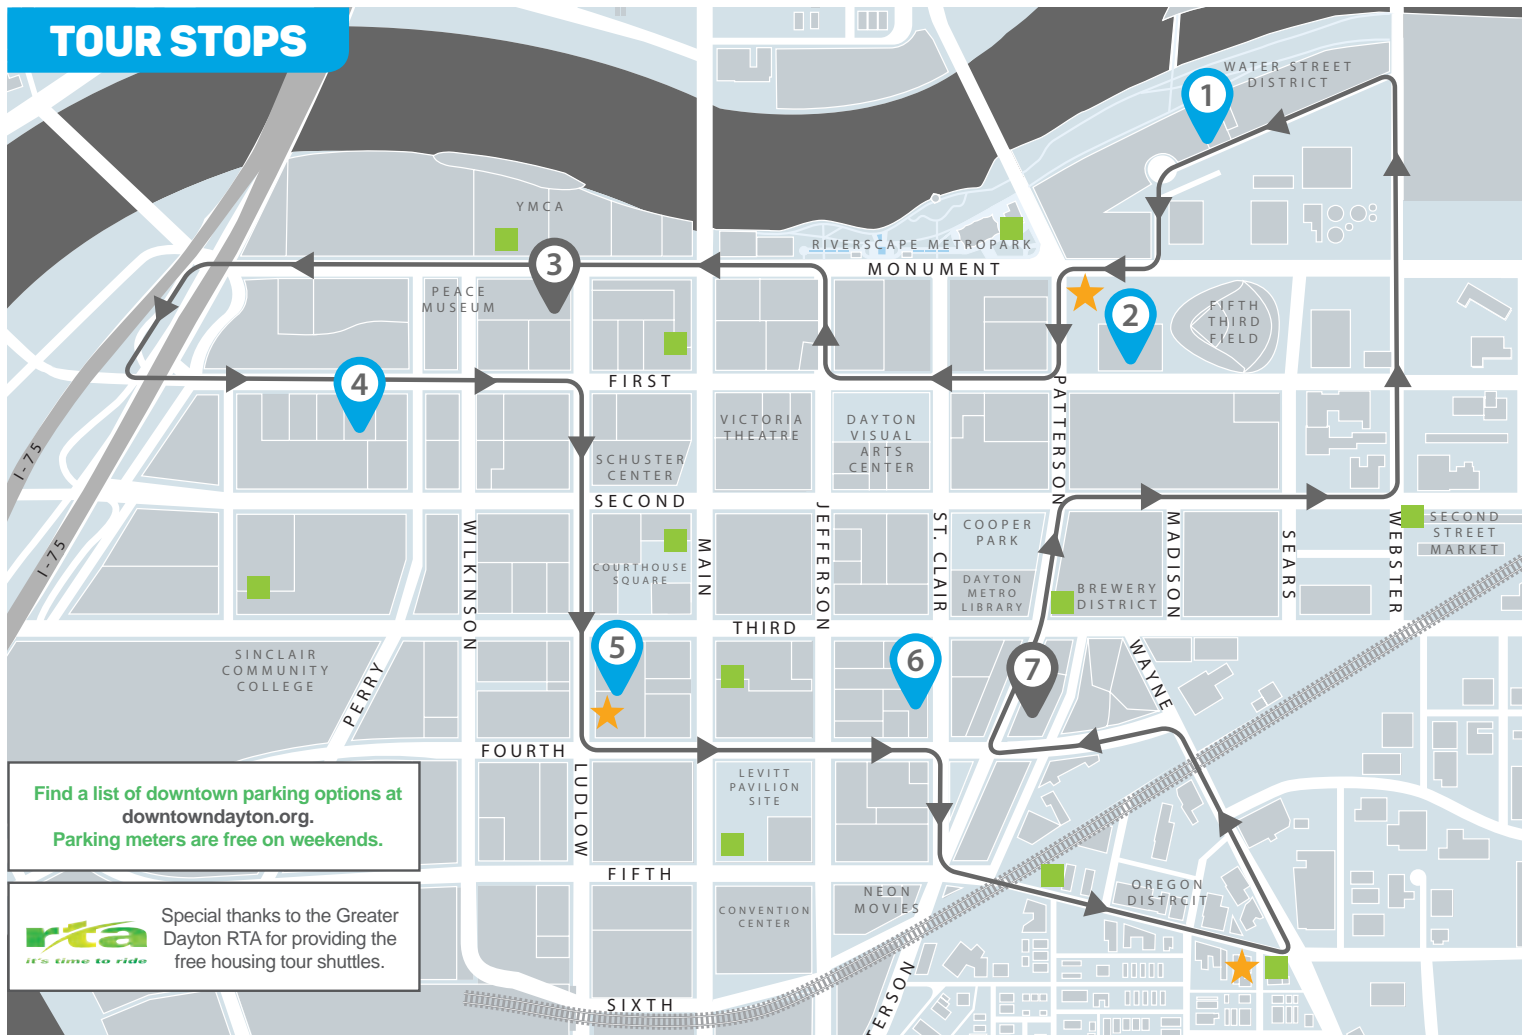 TOUR STOPS
WATER STREET
DISTRICT
1
YMCA
RIVERSCAPE METROPARK
MONUMENT
3
PEACE
MUSEUM
2
FIFTH
THIRD
FIELD
FIRST
4
PATTERSON
VICTORIA
THEATRE
DAYTON
VISUAL
ARTS
CENTER
SCHUSTER
CENTER
I-75
SECOND
I-75
WILKINSON
MAIN
JEFFERSON
ST. CLAIR
COOPER
PARK
MADISON
SEARS
WEBSTER
SECOND
STREET
MARKET
COURTHOUSE
SQUARE
DAYTON
METRO
LIBRARY
BREWERY
DISTRICT
THIRD
5
6
7
WAYNE
SINCLAIR
COMMUNITY
COLLEGE
PERRY
FOURTH
LUDLOW
LEVITT
PAVILION
SITE
Find a list of downtown parking options at
downtowndayton.org.
Parking meters are free on weekends.
FIFTH
NEON
MOVIES
CONVENTION
CENTER
OREGON
DISTRCIT
rta
it's time to ride
Special thanks to the Greater
Dayton RTA for providing the
free housing tour shuttles.
SIXTH
TERSON